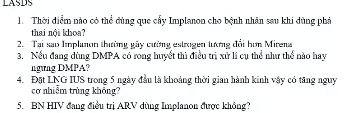 LASDS
1. Thời điểm nào có thể dùng que cấy Implanon cho bệnh nhân sau khi dùng phá
thai nội khoa?
2. Tại sao Implanon thường gây cường estrogen tương đối hơn Mirena
3. Nếu đang dùng DMPA có rong huyết thì điều trị xử lí cụ thể như thế nào hay
ngưng DMPA?
4. Đặt LNG IUS trong 5 ngày đầu là khoảng thời gian hành kinh vậy có tăng nguy
cơ nhiễm trùng không?
5. BN HIV đang điều trị ARV dùng Implanon được không?